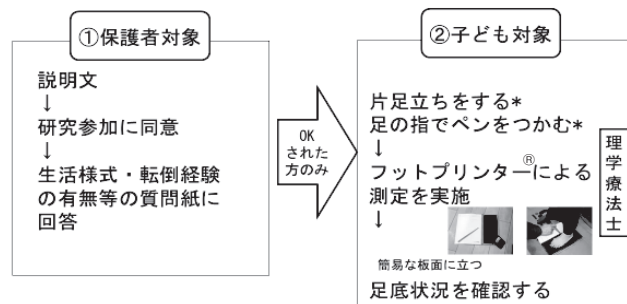 ①保護者対象
説明文
↓
研究参加に同意
↓
生活様式・転倒経験
の有無等の質問紙に
回答
OK
された
方のみ
②子ども対象
片足立ちをする*
足の指でペンをつかむ*
↓
フットプリンター®による
測定を実施
↓
簡易な板面に立つ
足底状況を確認する
理学療法士